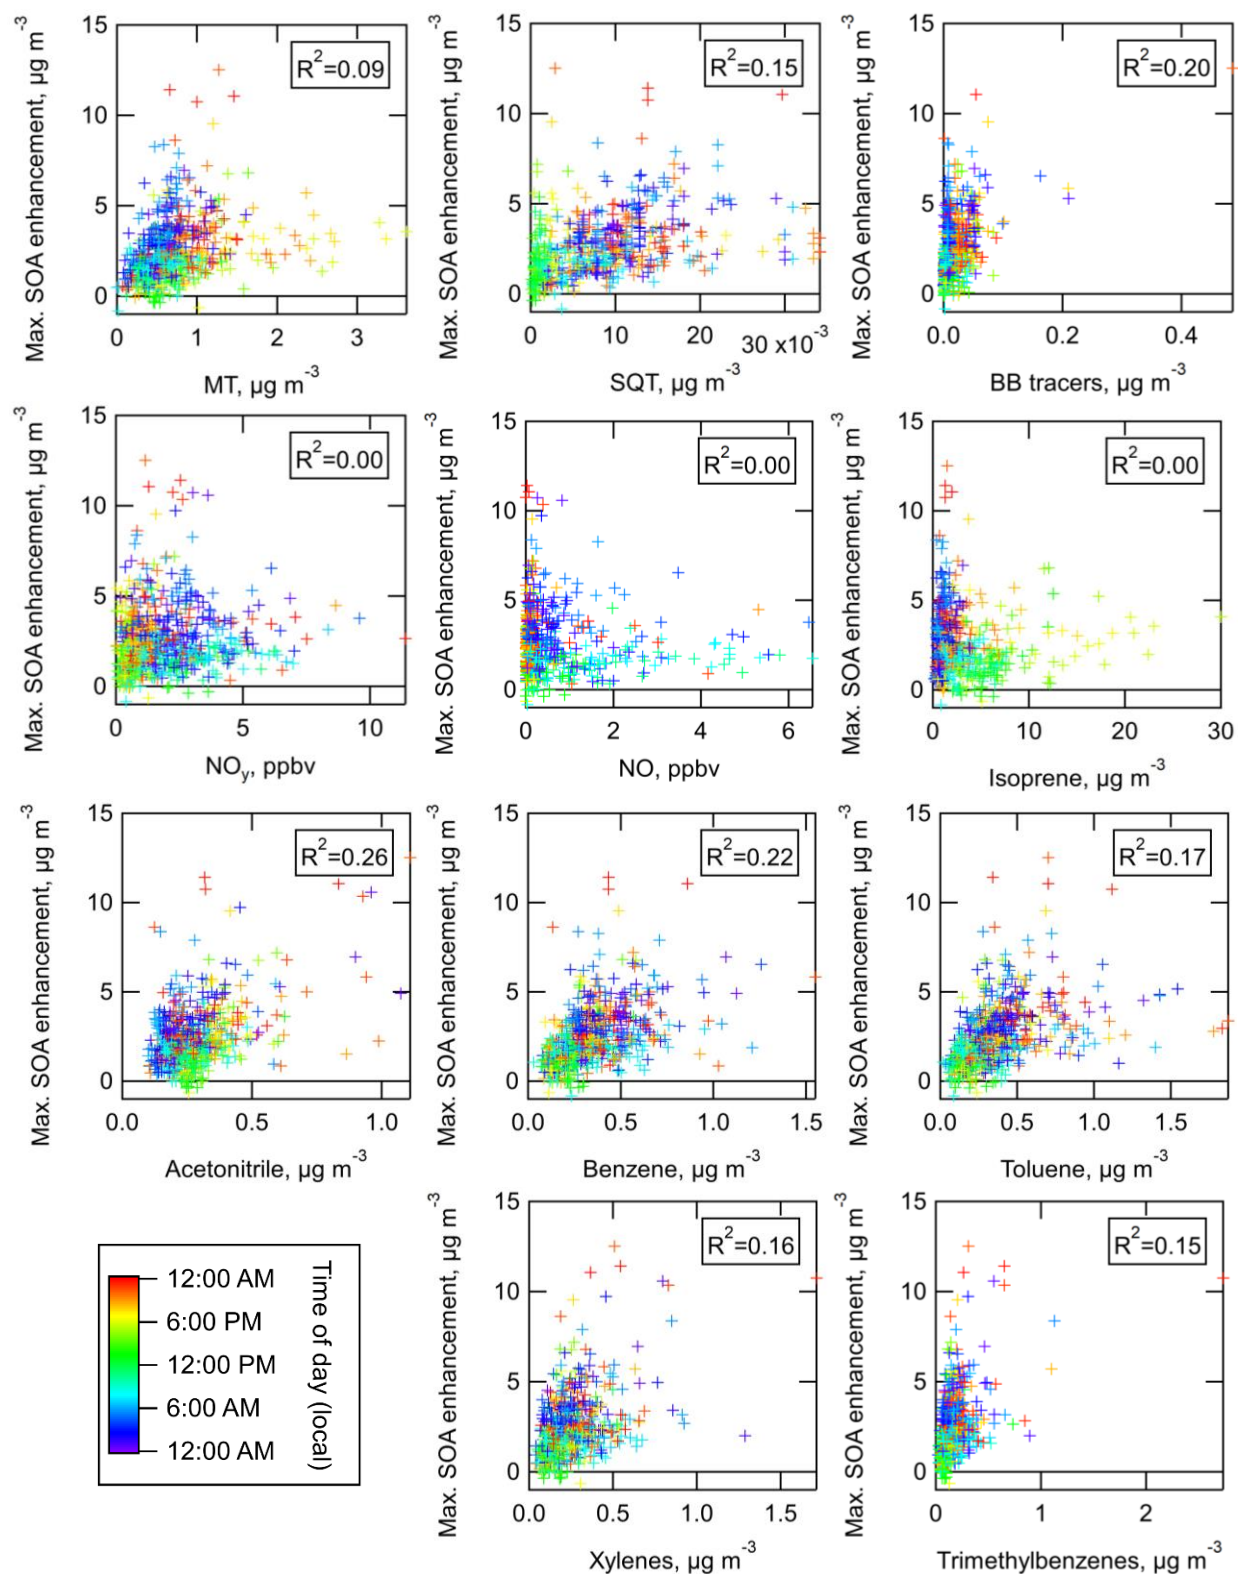 Max. SOA enhancement, µg m-3
15
10
5
0
R2=0.09
0
1
2
3
MT, µg m-3
Max. SOA enhancement, µg m-3
15
10
5
0
R2=0.15
0
10
20
30 x10-3
SQT, µg m-3
Max. SOA enhancement, µg m-3
15
10
5
0
R2=0.20
0.0
0.2
0.4
BB tracers, µg m-3
Max. SOA enhancement, µg m-3
15
10
5
0
R2=0.00
0
5
10
NOy, ppbv
Max. SOA enhancement, µg m-3
15
10
5
0
R2=0.00
0
2
4
6
NO, ppbv
Max. SOA enhancement, µg m-3
15
10
5
0
R2=0.00
0
10
20
30
Isoprene, µg m-3
Max. SOA enhancement, µg m-3
15
10
5
0
R2=0.26
0.0
0.5
1.0
Acetonitrile, µg m-3
Max. SOA enhancement, µg m-3
15
10
5
0
R2=0.22
0.0
0.5
1.0
1.5
Benzene, µg m-3
Max. SOA enhancement, µg m-3
15
10
5
0
R2=0.17
0.0
0.5
1.0
1.5
Toluene, µg m-3
12:00 AM
6:00 PM
12:00 PM
6:00 AM
12:00 AM
Time of day (local)
Max. SOA enhancement, µg m-3
15
10
5
0
R2=0.16
0.0
0.5
1.0
1.5
Xylenes, µg m-3
Max. SOA enhancement, µg m-3
15
10
5
0
R2=0.15
0
1
2
Trimethylbenzenes, µg m-3